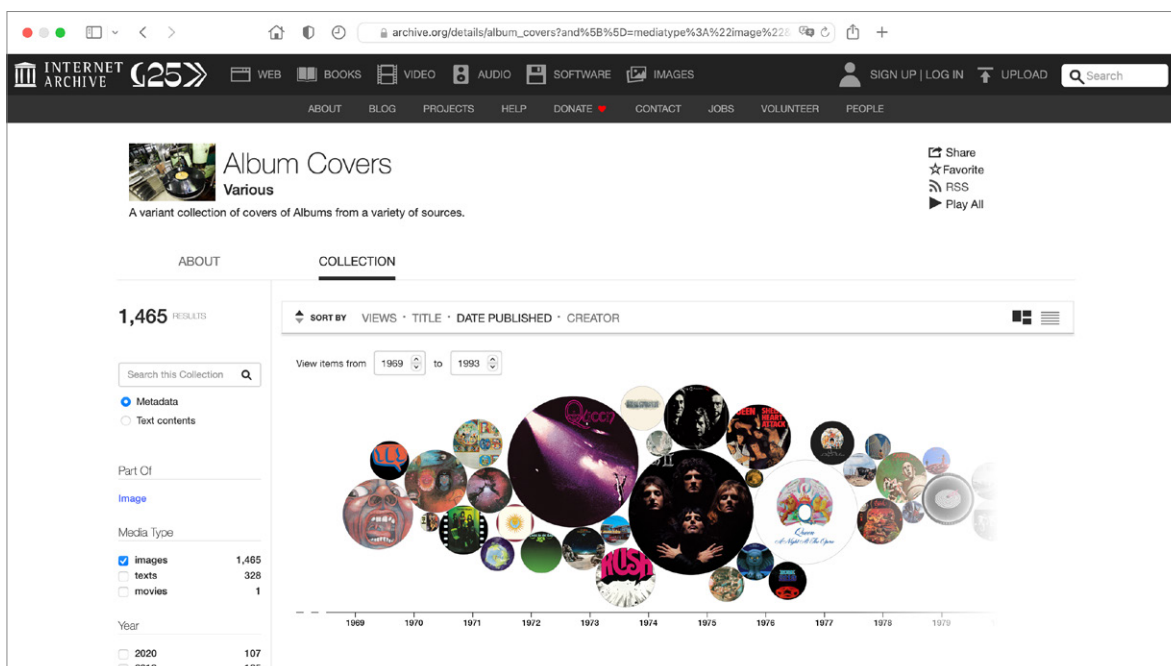 archive.org/details/album_covers?and%5B%5D=mediatype%3A%22image%22&
INTERNET ARCHIVE 25
WEB BOOKS VIDEO AUDIO SOFTWARE IMAGES
SIGN UP | LOG IN UPLOAD Search
ABOUT BLOG PROJECTS HELP DONATE CONTACT JOBS VOLUNTEER PEOPLE
Album Covers
Various
A variant collection of covers of Albums from a variety of sources.
Share
Favorite
RSS
Play All
ABOUT COLLECTION
1,465 RESULTS
SORT BY VIEWS · TITLE · DATE PUBLISHED · CREATOR
View items from 1969 to 1993
Search this Collection
Metadata
Text contents
Part Of
Image
Media Type
images 1,465
texts 328
movies 1
Year
2020 107
Queen
QUEEN SHEER
HEART
ATTACK
Queen
A Night At The Opera
RUSH
1969 1970 1971 1972 1973 1974 1975 1976 1977 1978 1979